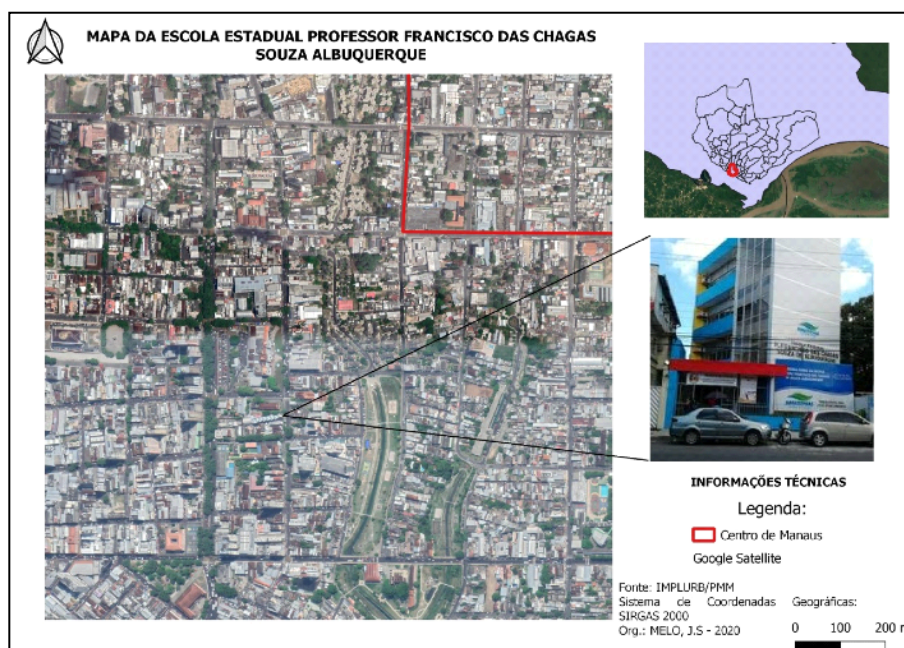 MAPA DA ESCOLA ESTADUAL PROFESSOR FRANCISCO DAS CHAGAS
SOUZA ALBUQUERQUE
INFORMAÇÕES TÉCNICAS
Legenda:
Centro de Manaus
Google Satellite
Fonte: IMPLURB/PMM
Sistema de Coordenadas Geográficas:
SIRGAS 2000
Org.: MELO, J.S - 2020
0 100 200 m